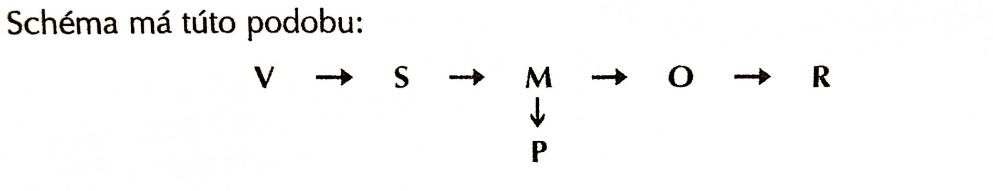 Schéma má túto podobu:
V → S → M → O → R
↓
P